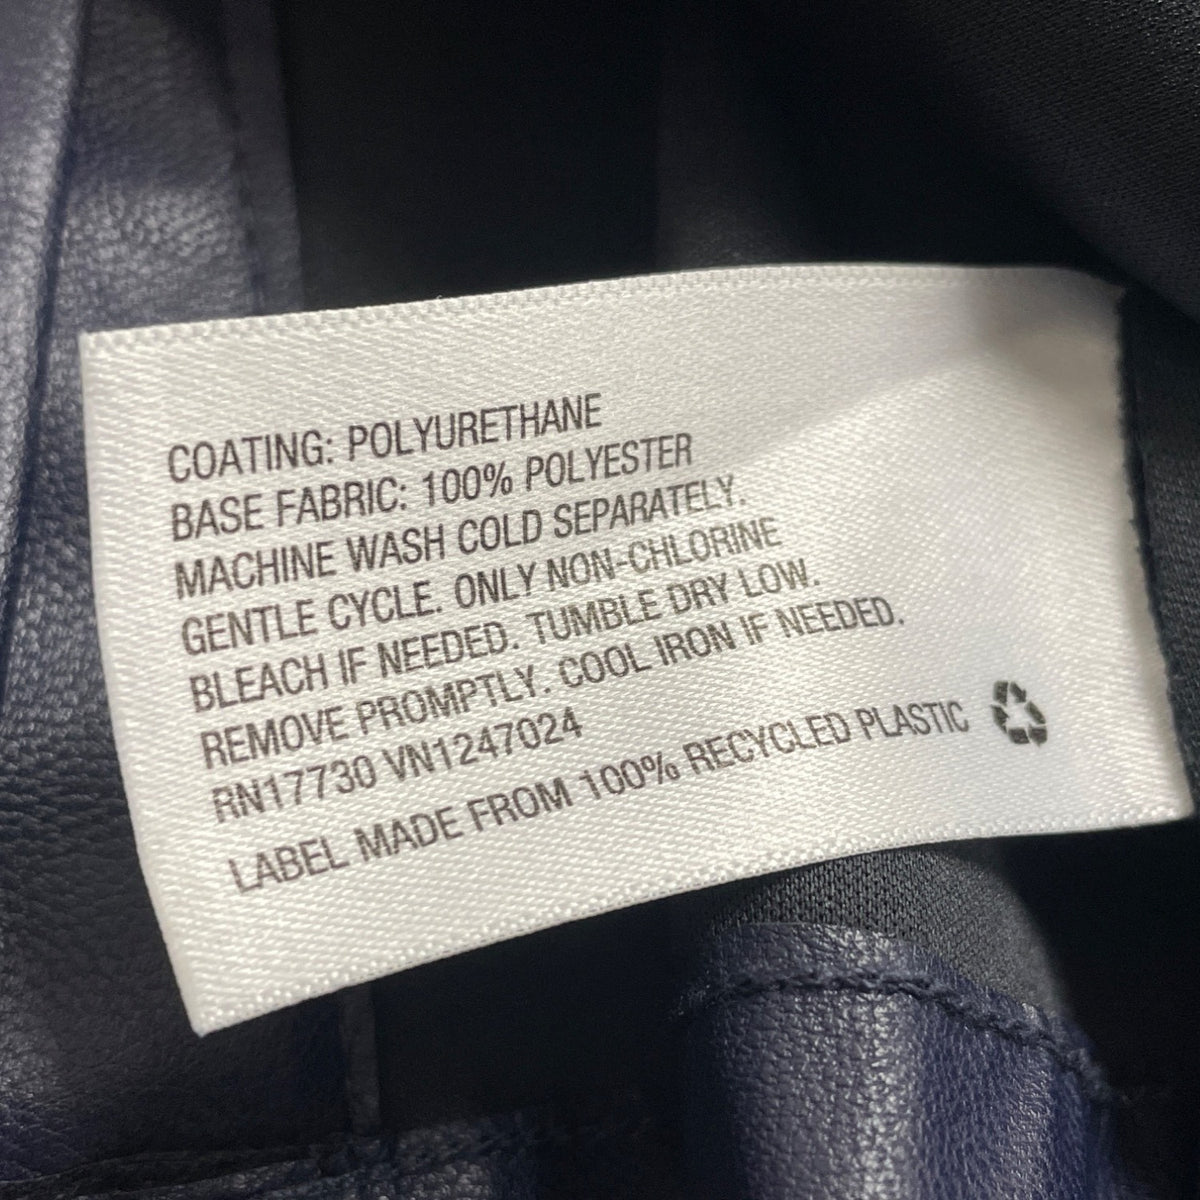 COATING: POLYURETHANE
BASE FABRIC: 100% POLYESTER
MACHINE WASH COLD SEPARATELY.
GENTLE CYCLE. ONLY NON-CHLORINE
BLEACH IF NEEDED. TUMBLE DRY LOW.
REMOVE PROMPTLY. COOL IRON IF NEEDED.
RN17730 VN1247024
LABEL MADE FROM 100% RECYCLED PLASTIC